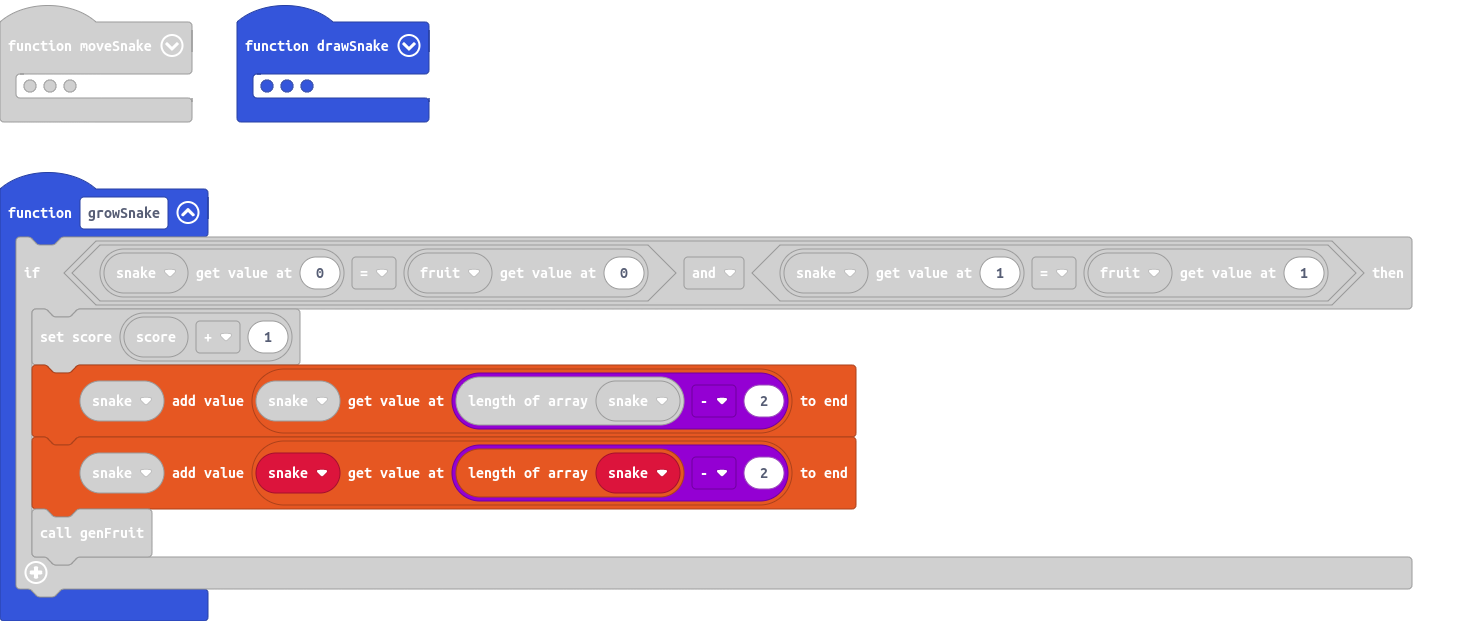 function moveSnake function drawSnake
function growSnake
if snake get value at 0 = fruit get value at 0 and snake get value at 1 = fruit get value at 1 then
set score score + 1
snake add value snake get value at length of array snake - 2 to end
snake add value snake get value at length of array snake - 2 to end
call genFruit